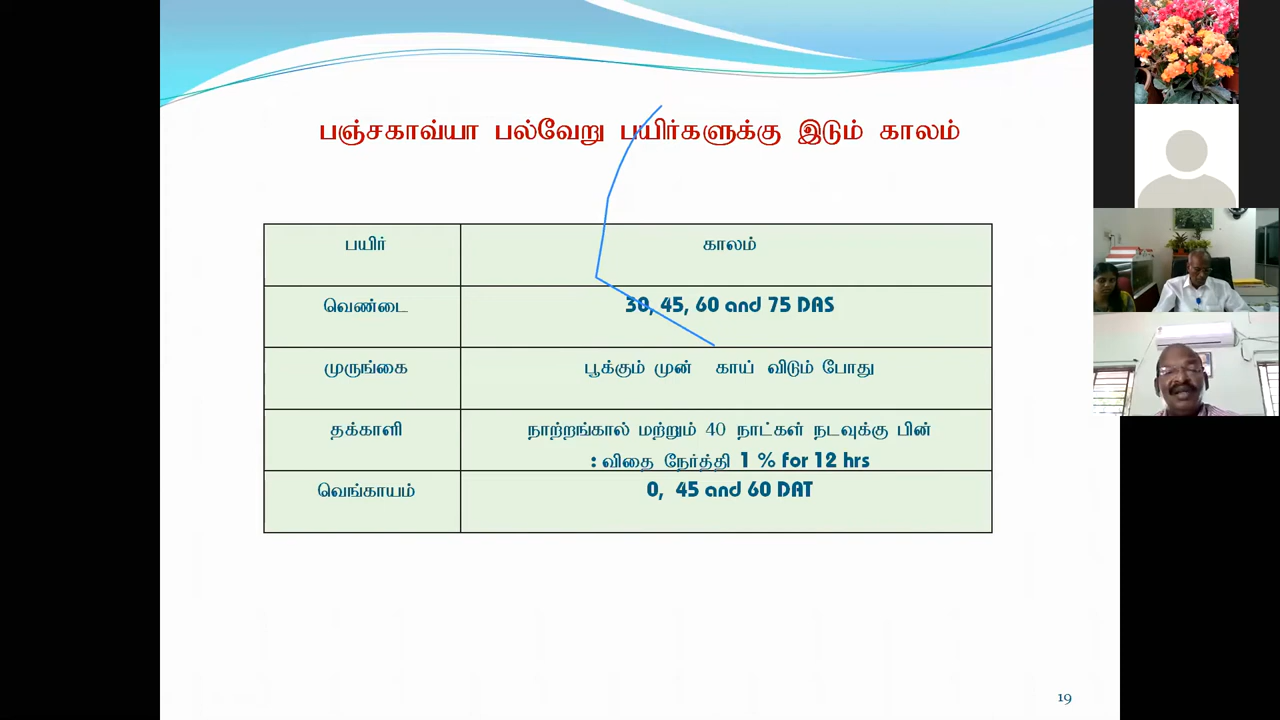 பஞ்சகாவ்யா பல்வேறு பயிர்களுக்கு இடும் காலம்
பயிர் காலம்
வெண்டை 30, 45, 60 and 75 DAS
முருங்கை பூக்கும் முன் காய் விடும் போது
தக்காளி நாற்றங்கால் மற்றும் 40 நாட்கள் நடவுக்கு பின்
: விதை நேர்த்தி 1 % for 12 hrs
வெங்காயம் 0, 45 and 60 DAT
19